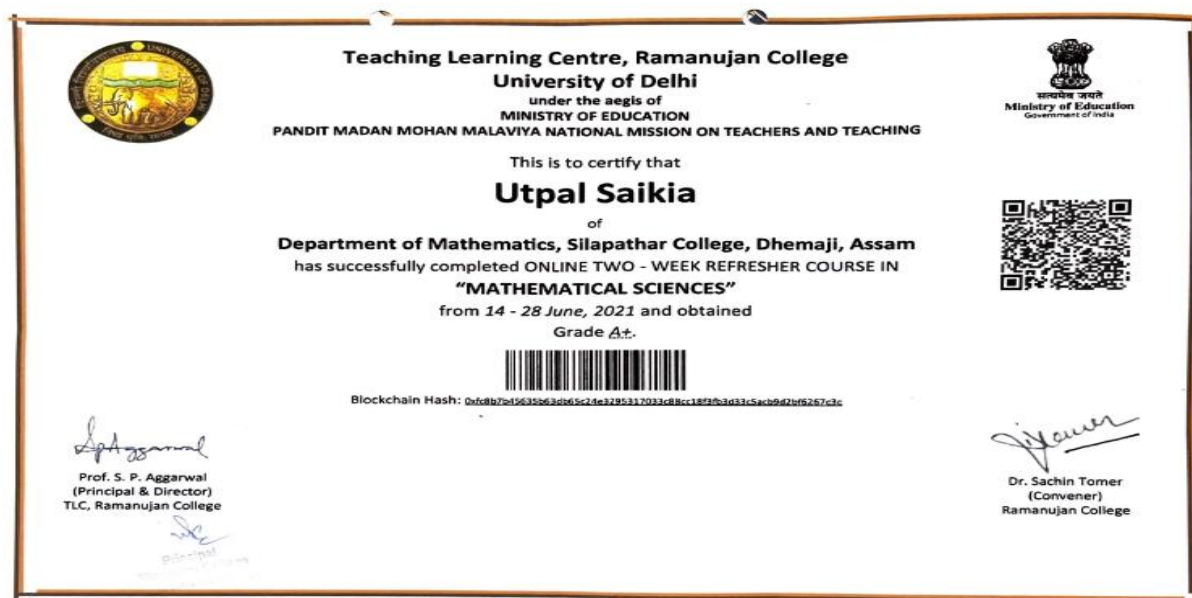 Teaching Learning Centre, Ramanujan College
University of Delhi
under the aegis of
MINISTRY OF EDUCATION
PANDIT MADAN MOHAN MALAVIYA NATIONAL MISSION ON TEACHERS AND TEACHING
सत्यमेव जयते
Ministry of Education
Government of India
This is to certify that
Utpal Saikia
of
Department of Mathematics, Silapathar College, Dhemaji, Assam
has successfully completed ONLINE TWO - WEEK REFRESHER COURSE IN
“MATHEMATICAL SCIENCES”
from 14 - 28 June, 2021 and obtained
Grade A+.
Blockchain Hash:
Prof. S. P. Aggarwal
(Principal & Director)
TLC, Ramanujan College
Principal
Dr. Sachin Tomer
(Convener)
Ramanujan College